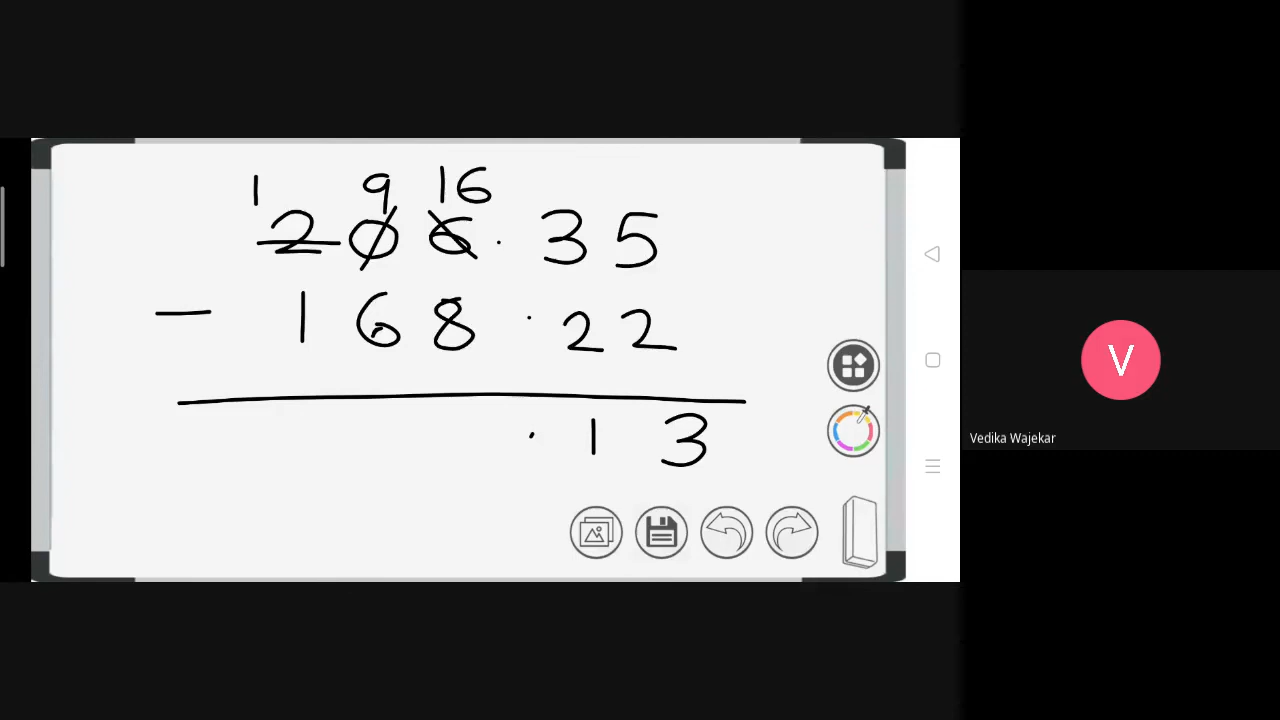 1 9 16
206.35
- 168.22
.13
V
Vedika Wajekar